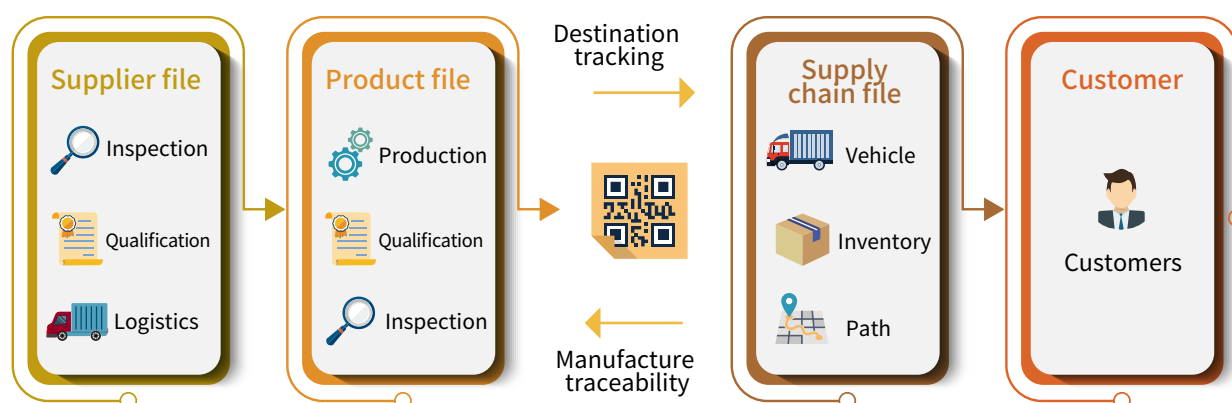 Supplier file
Inspection
Qualification
Logistics
Product file
Production
Qualification
Inspection
Destination
tracking
Manufacture
traceability
Supply
chain file
Vehicle
Inventory
Path
Customer
Customers